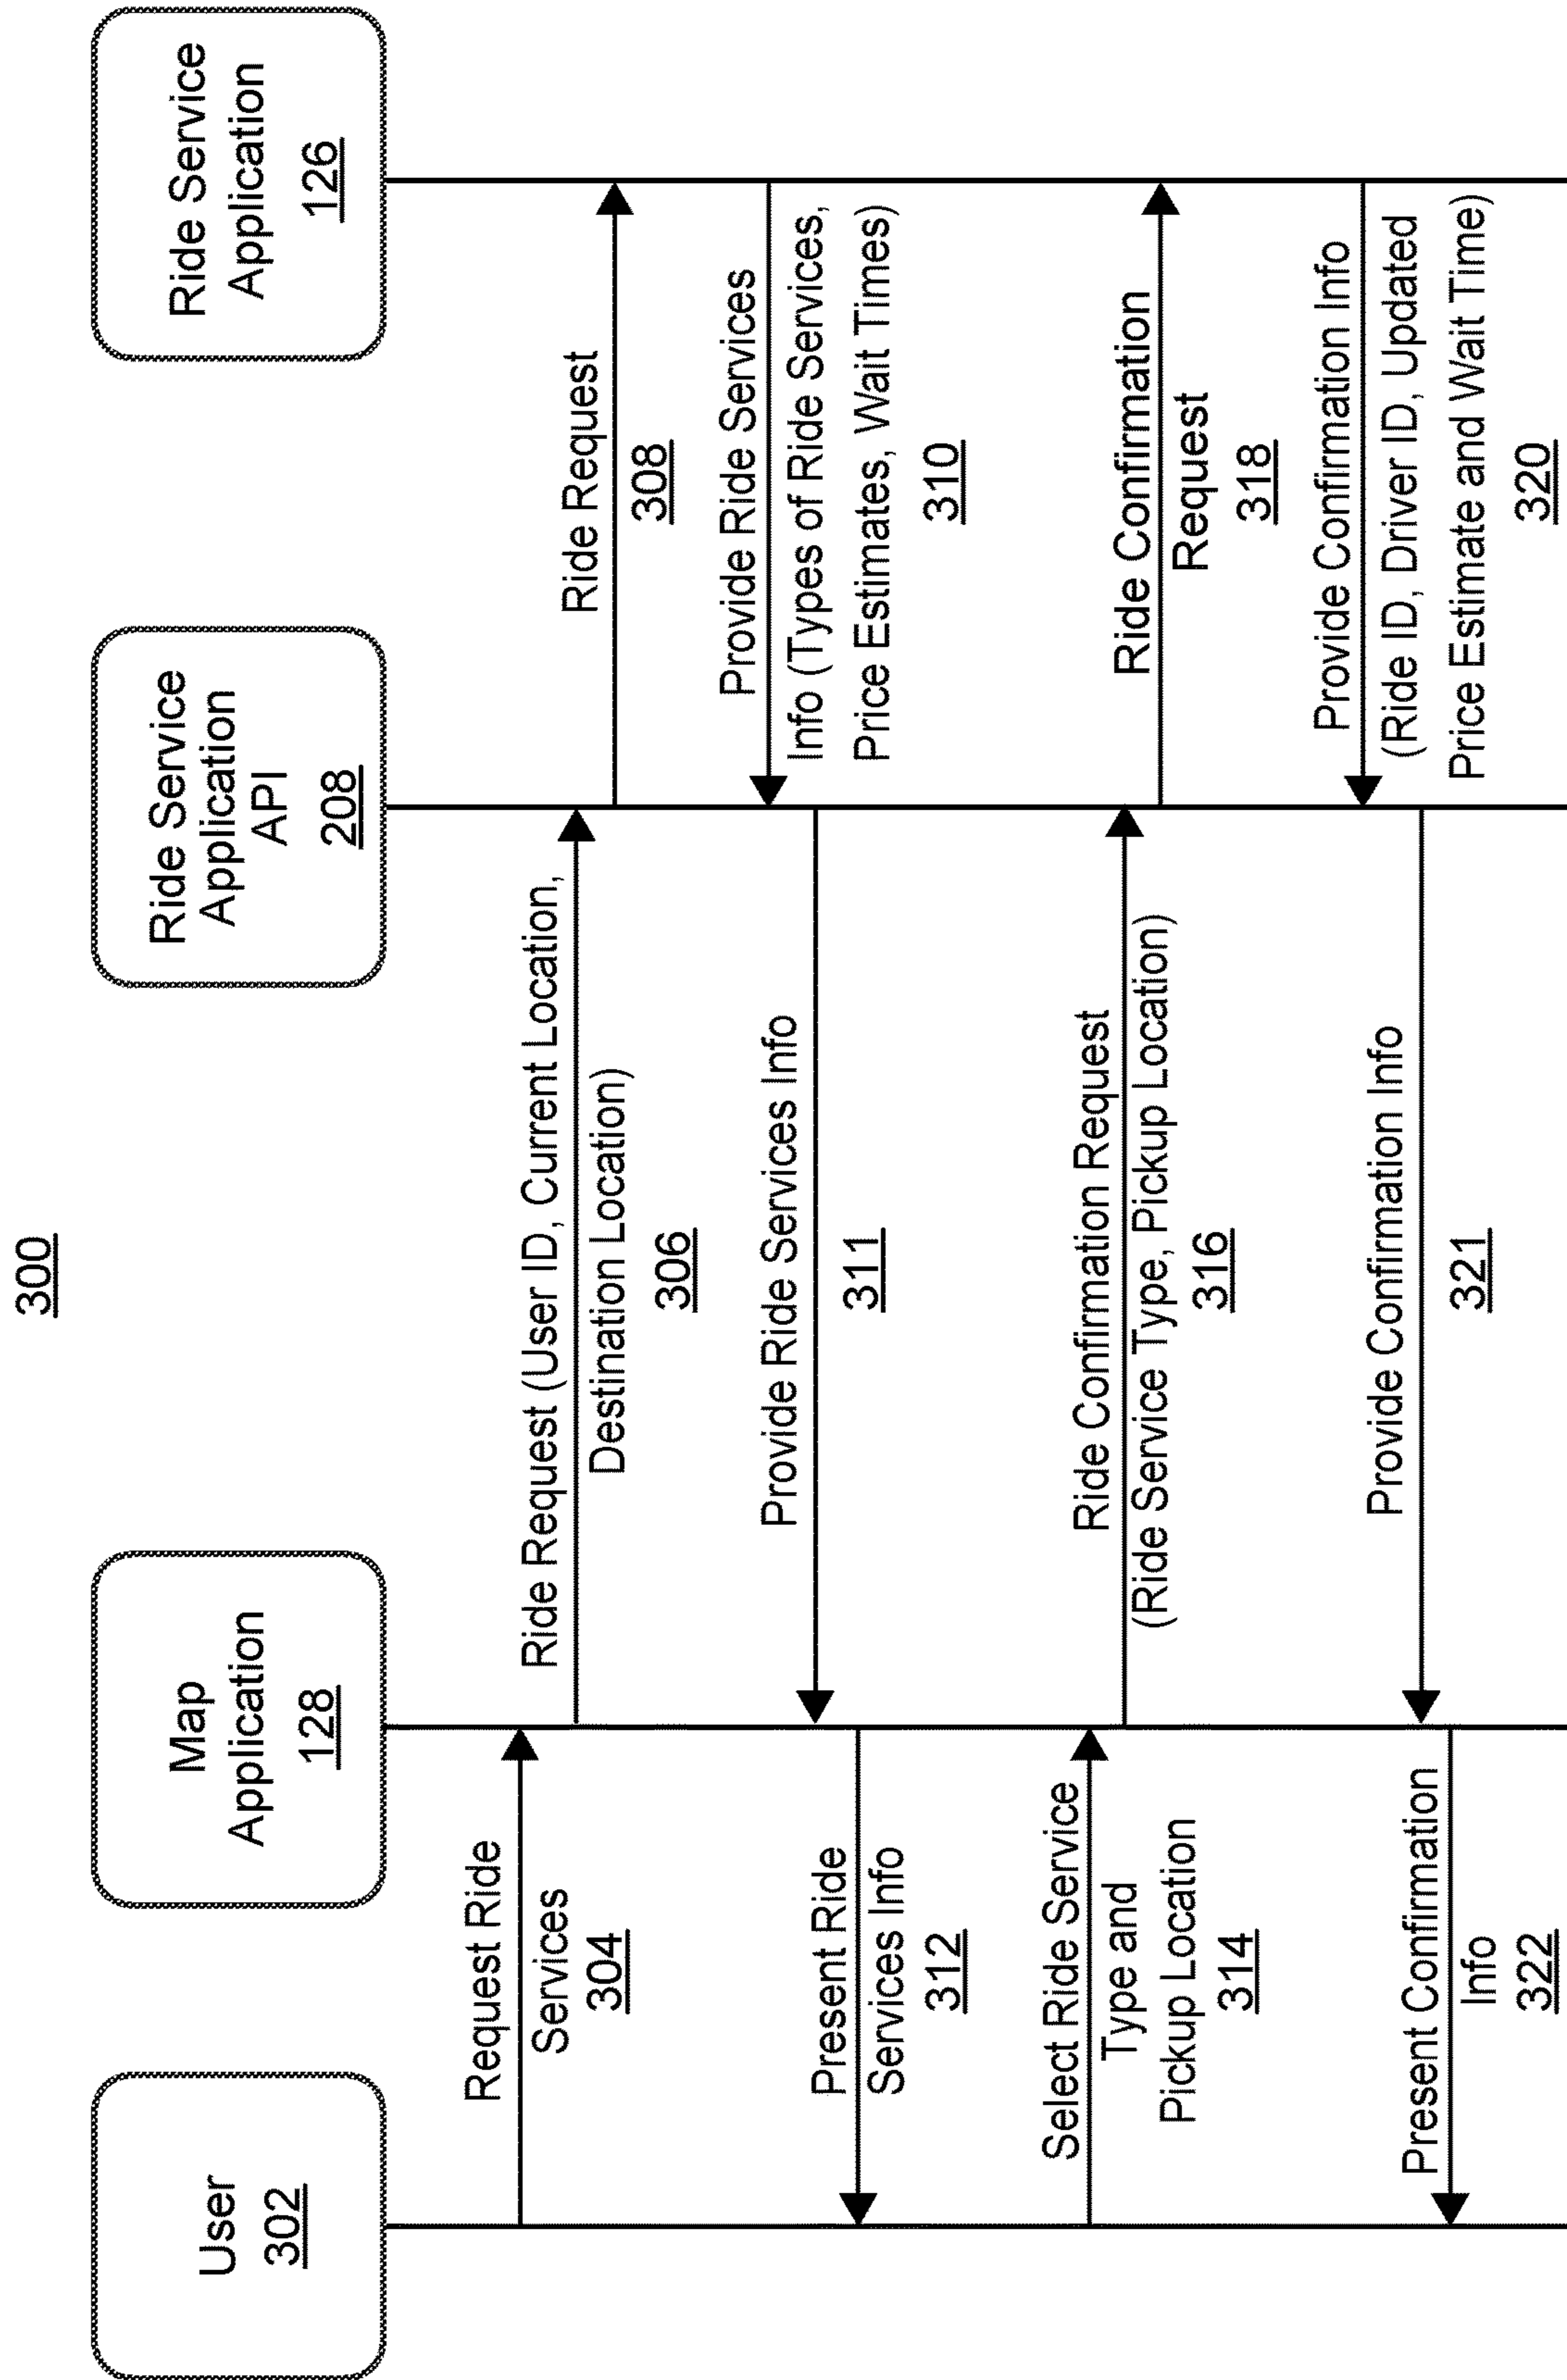 300
User
302
Map
Application
128
Ride Service
Application
API
208
Ride Service
Application
126
Request Ride
Services
304
Ride Request (User ID, Current Location,
Destination Location)
306
Ride Request
308
Provide Ride Services
Info (Types of Ride Services,
Price Estimates, Wait Times)
310
Provide Ride Services Info
311
Present Ride
Services Info
312
Select Ride Service
Type and
Pickup Location
314
Ride Confirmation Request
(Ride Service Type, Pickup Location)
316
Ride Confirmation
Request
318
Provide Confirmation Info
(Ride ID, Driver ID, Updated
Price Estimate and Wait Time)
320
Provide Confirmation Info
321
Present Confirmation
Info
322